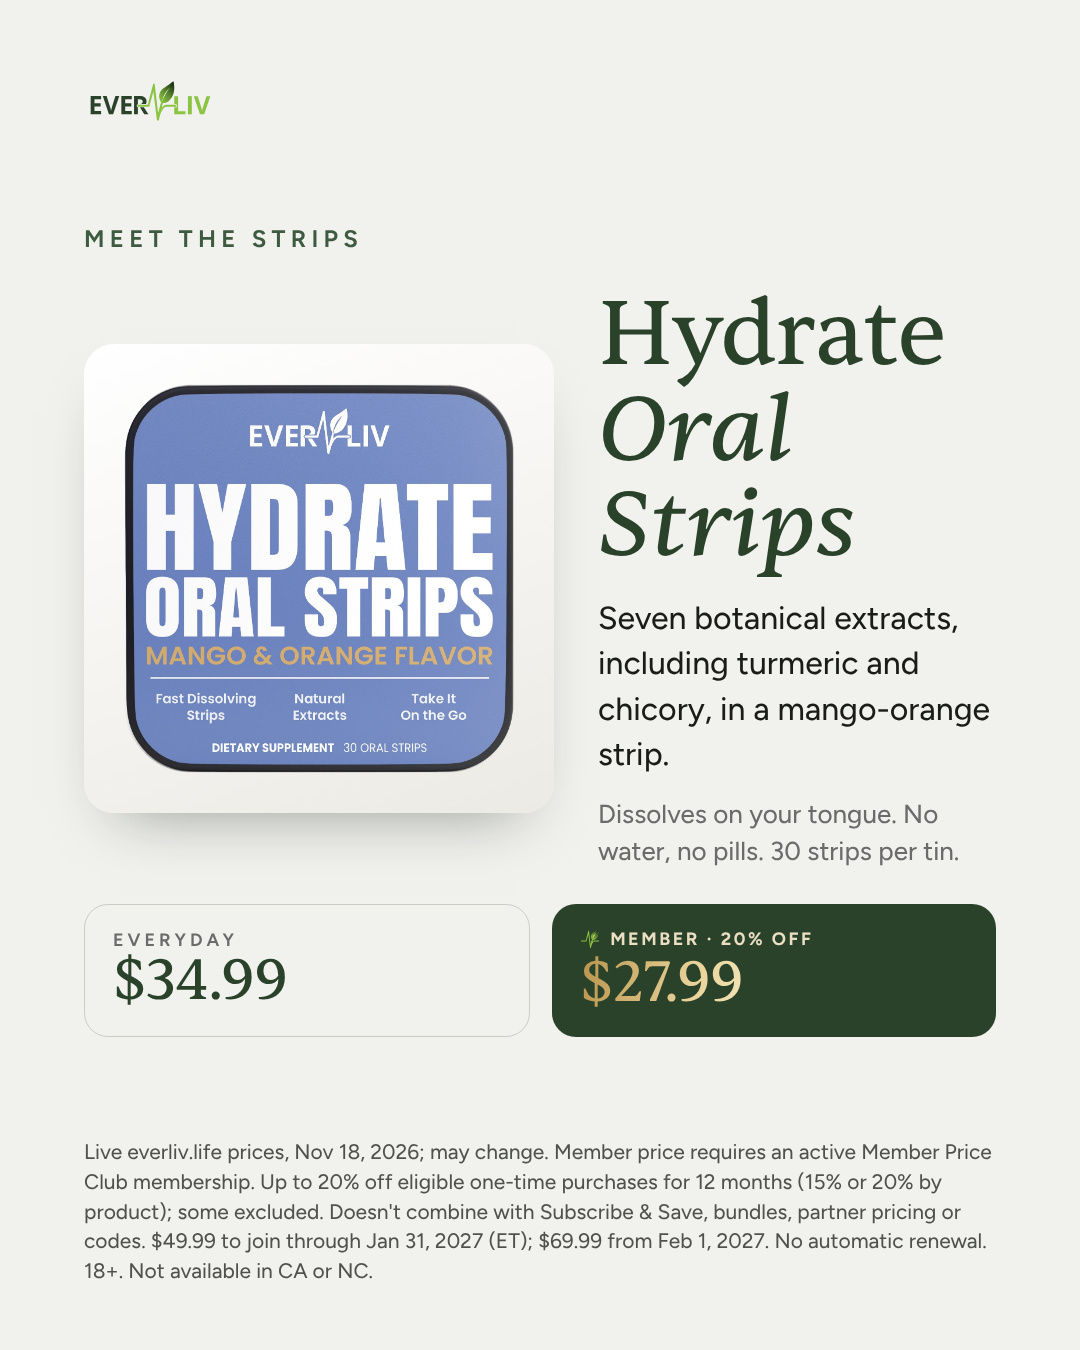 EVER LIV
MEET THE STRIPS
EVER LIV
HYDRATE
ORAL STRIPS
MANGO & ORANGE FLAVOR
Fast Dissolving
Strips
Natural
Extracts
Take It
On the Go
DIETARY SUPPLEMENT 30 ORAL STRIPS
Hydrate
Oral
Strips
Seven botanical extracts,
including turmeric and
chicory, in a mango-orange
strip.
Dissolves on your tongue. No
water, no pills. 30 strips per tin.
EVERYDAY
$34.99
MEMBER · 20% OFF
$27.99
Live everliv.life prices, Nov 18, 2026; may change. Member price requires an active Member Price
Club membership. Up to 20% off eligible one-time purchases for 12 months (15% or 20% by
product); some excluded. Doesn't combine with Subscribe & Save, bundles, partner pricing or
codes. $49.99 to join through Jan 31, 2027 (ET); $69.99 from Feb 1, 2027. No automatic renewal.
18+. Not available in CA or NC.